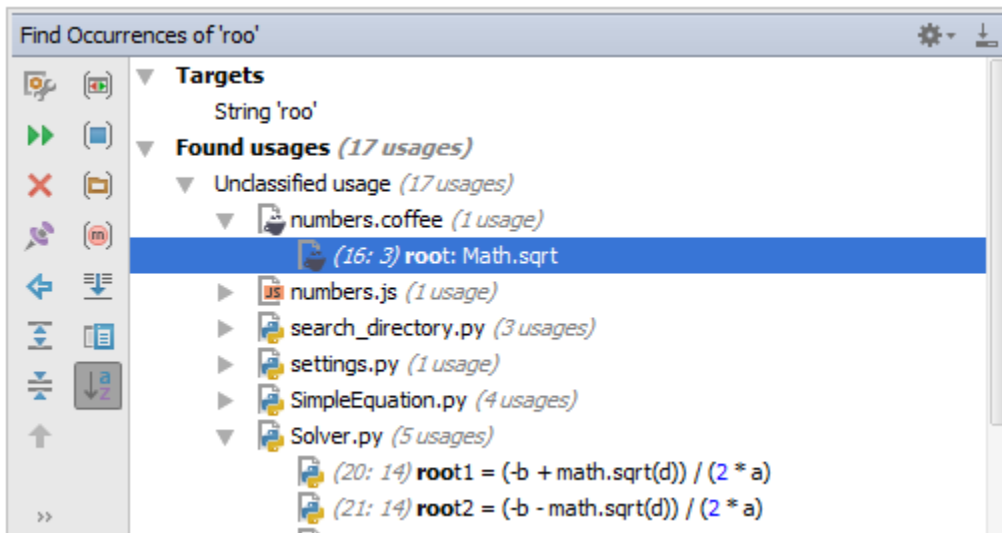 Find Occurrences of 'roo'
Targets
String 'roo'
Found usages (17 usages)
Unclassified usage (17 usages)
numbers.coffee (1 usage)
(16: 3) root: Math.sqrt
numbers.js (1 usage)
search_directory.py (3 usages)
settings.py (1 usage)
SimpleEquation.py (4 usages)
Solver.py (5 usages)
(20: 14) root1 = (-b + math.sqrt(d)) / (2 * a)
(21: 14) root2 = (-b - math.sqrt(d)) / (2 * a)